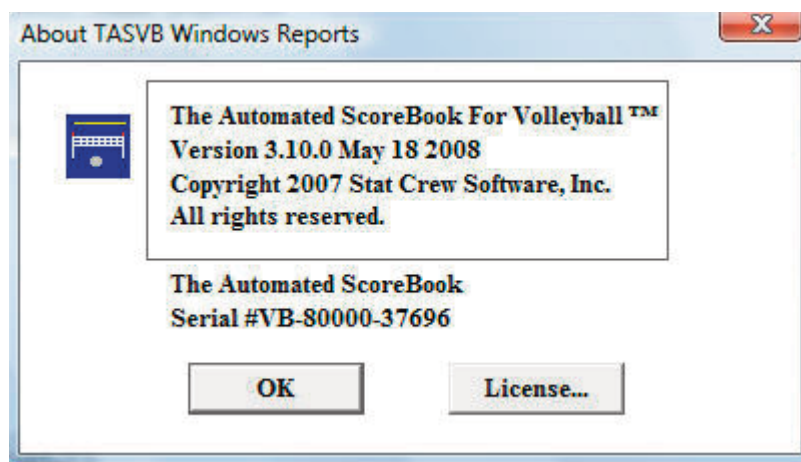 About TASVB Windows Reports
The Automated ScoreBook For Volleyball ™
Version 3.10.0 May 18 2008
Copyright 2007 Stat Crew Software, Inc.
All rights reserved.
The Automated ScoreBook
Serial #VB-80000-37696
OK
License...